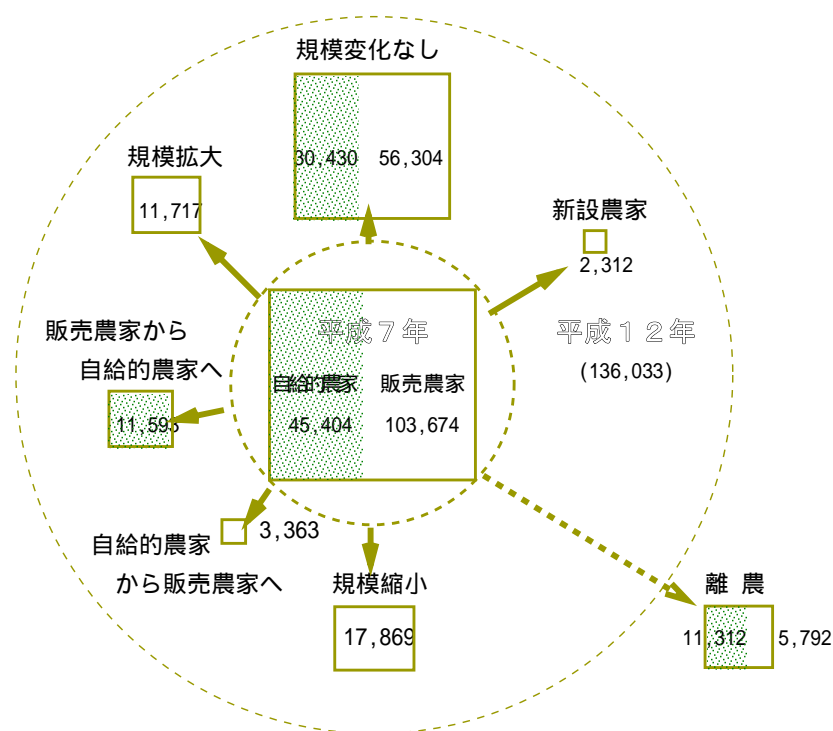 規模変化なし
30,430 56,304
規模拡大
11,717
新設農家
2,312
平成７年
平成１２年
(136,033)
販売農家から
自給的農家へ
自給的農家 販売農家
45,404 103,674
3,363
自給的農家
から販売農家へ
規模縮小
17,869
離 農
11,312 5,792